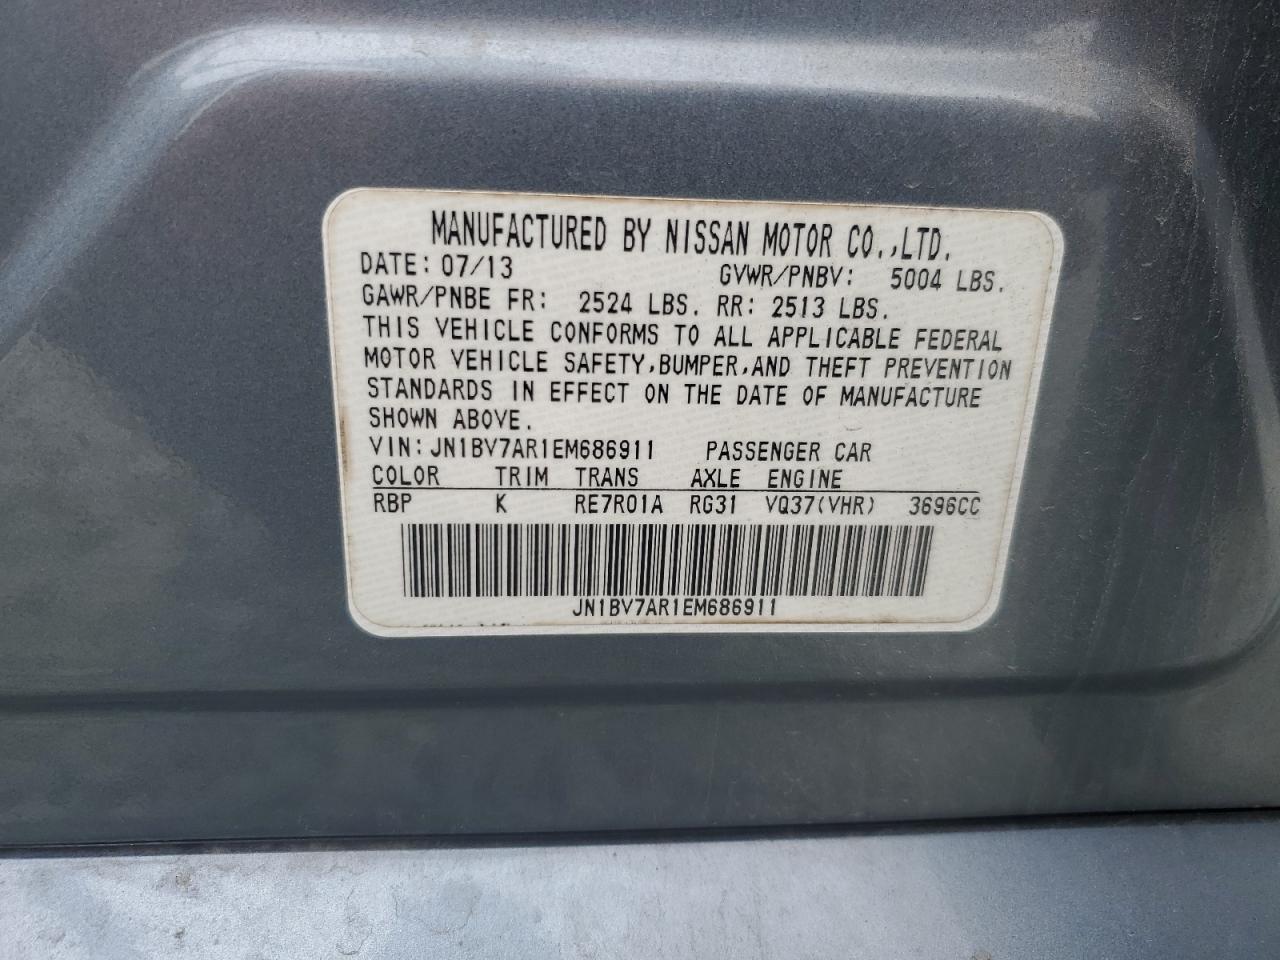 MANUFACTURED BY NISSAN MOTOR CO.,LTD.
DATE: 07/13 GVWR/PNBV: 5004 LBS.
GAWR/PNBE FR: 2524 LBS. RR: 2513 LBS.
THIS VEHICLE CONFORMS TO ALL APPLICABLE FEDERAL
MOTOR VEHICLE SAFETY,BUMPER,AND THEFT PREVENTION
STANDARDS IN EFFECT ON THE DATE OF MANUFACTURE
SHOWN ABOVE.
VIN:JN1BV7AR1EM686911 PASSENGER CAR
COLOR TRIM TRANS AXLE ENGINE
RBP K RE7R01A RG31 VQ37(VHR) 3696CC
JN1BV7AR1EM686911